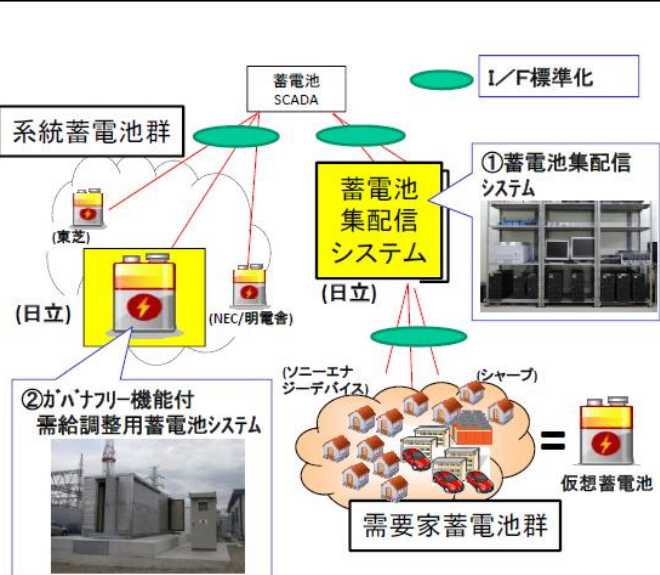 蓄電池
SCADA
I/F標準化
系統蓄電池群
①蓄電池集配信
システム
蓄電池
集配信
システム
(東芝)
(日立)
(NEC/明電舎)
(日立)
(ソニーエナ
ジーデバイス)
(シャープ)
②ガバナフリー機能付
需給調整用蓄電池システム
=
仮想蓄電池
需要家蓄電池群